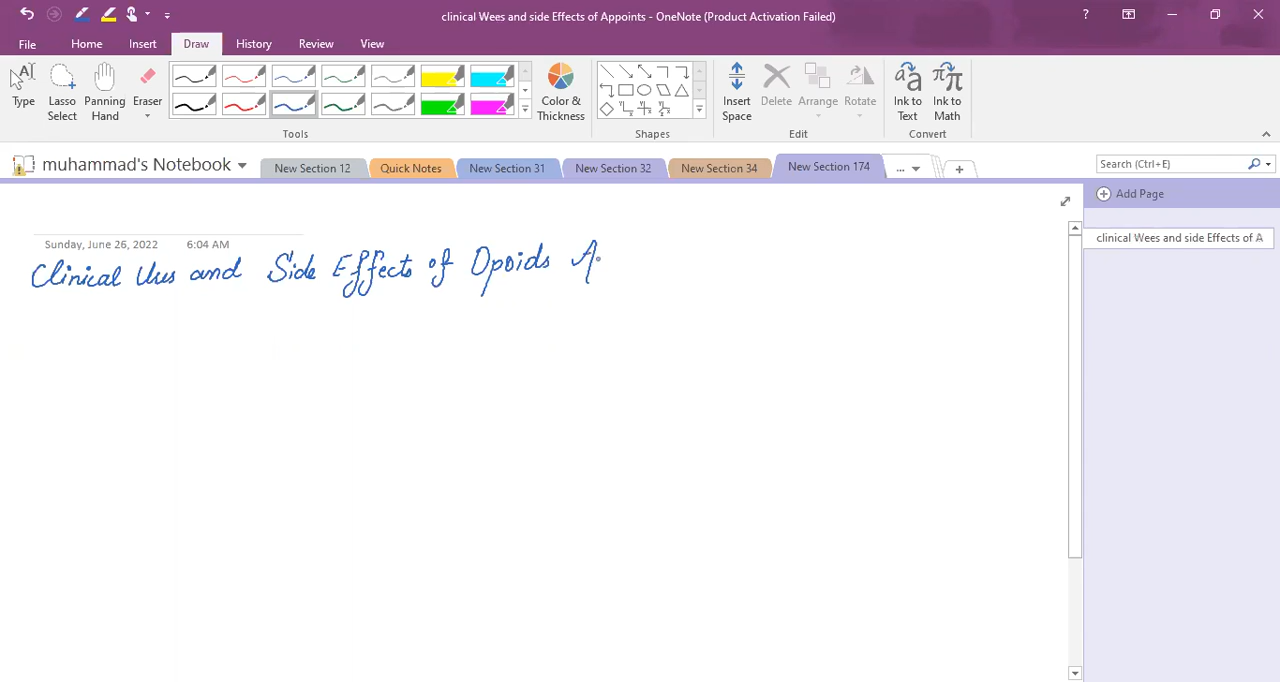 clinical Wees and side Effects of Appoints - OneNote (Product Activation Failed)
?
File Home Insert Draw History Review View
Type Lasso Select Panning Hand Eraser Color & Thickness Insert Space Delete Arrange Rotate Ink to Text Ink to Math
Tools Shapes Edit Convert
muhammad's Notebook New Section 12 Quick Notes New Section 31 New Section 32 New Section 34 New Section 174 ... + Search (Ctrl+E)
Add Page
clinical Wees and side Effects of A
Sunday, June 26, 2022 6:04 AM
Clinical Uses and Side Effects of Opoids A